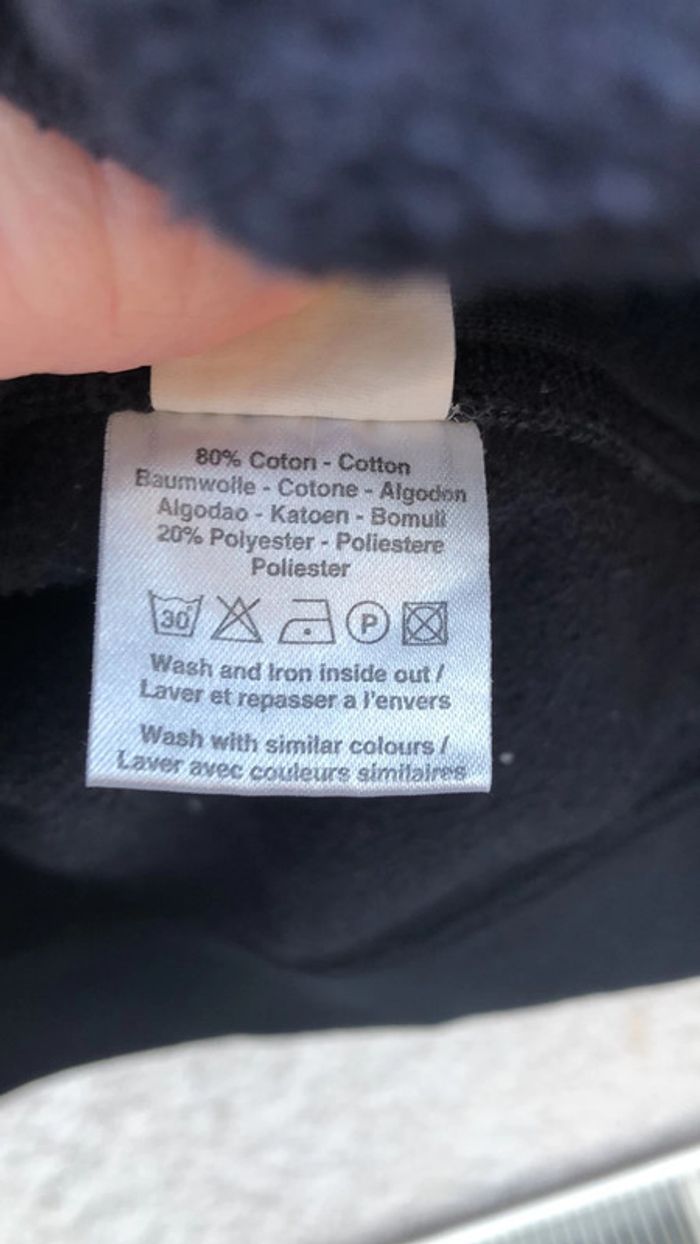 80% Coton - Cotton
Baumwolle - Cotone - Algodon
Algodao - Katoen - Bomull
20% Polyester - Poliestere
Poliester
30° P
Wash and Iron inside out /
Laver et repasser a l'envers
Wash with similar colours /
Laver avec couleurs similaires